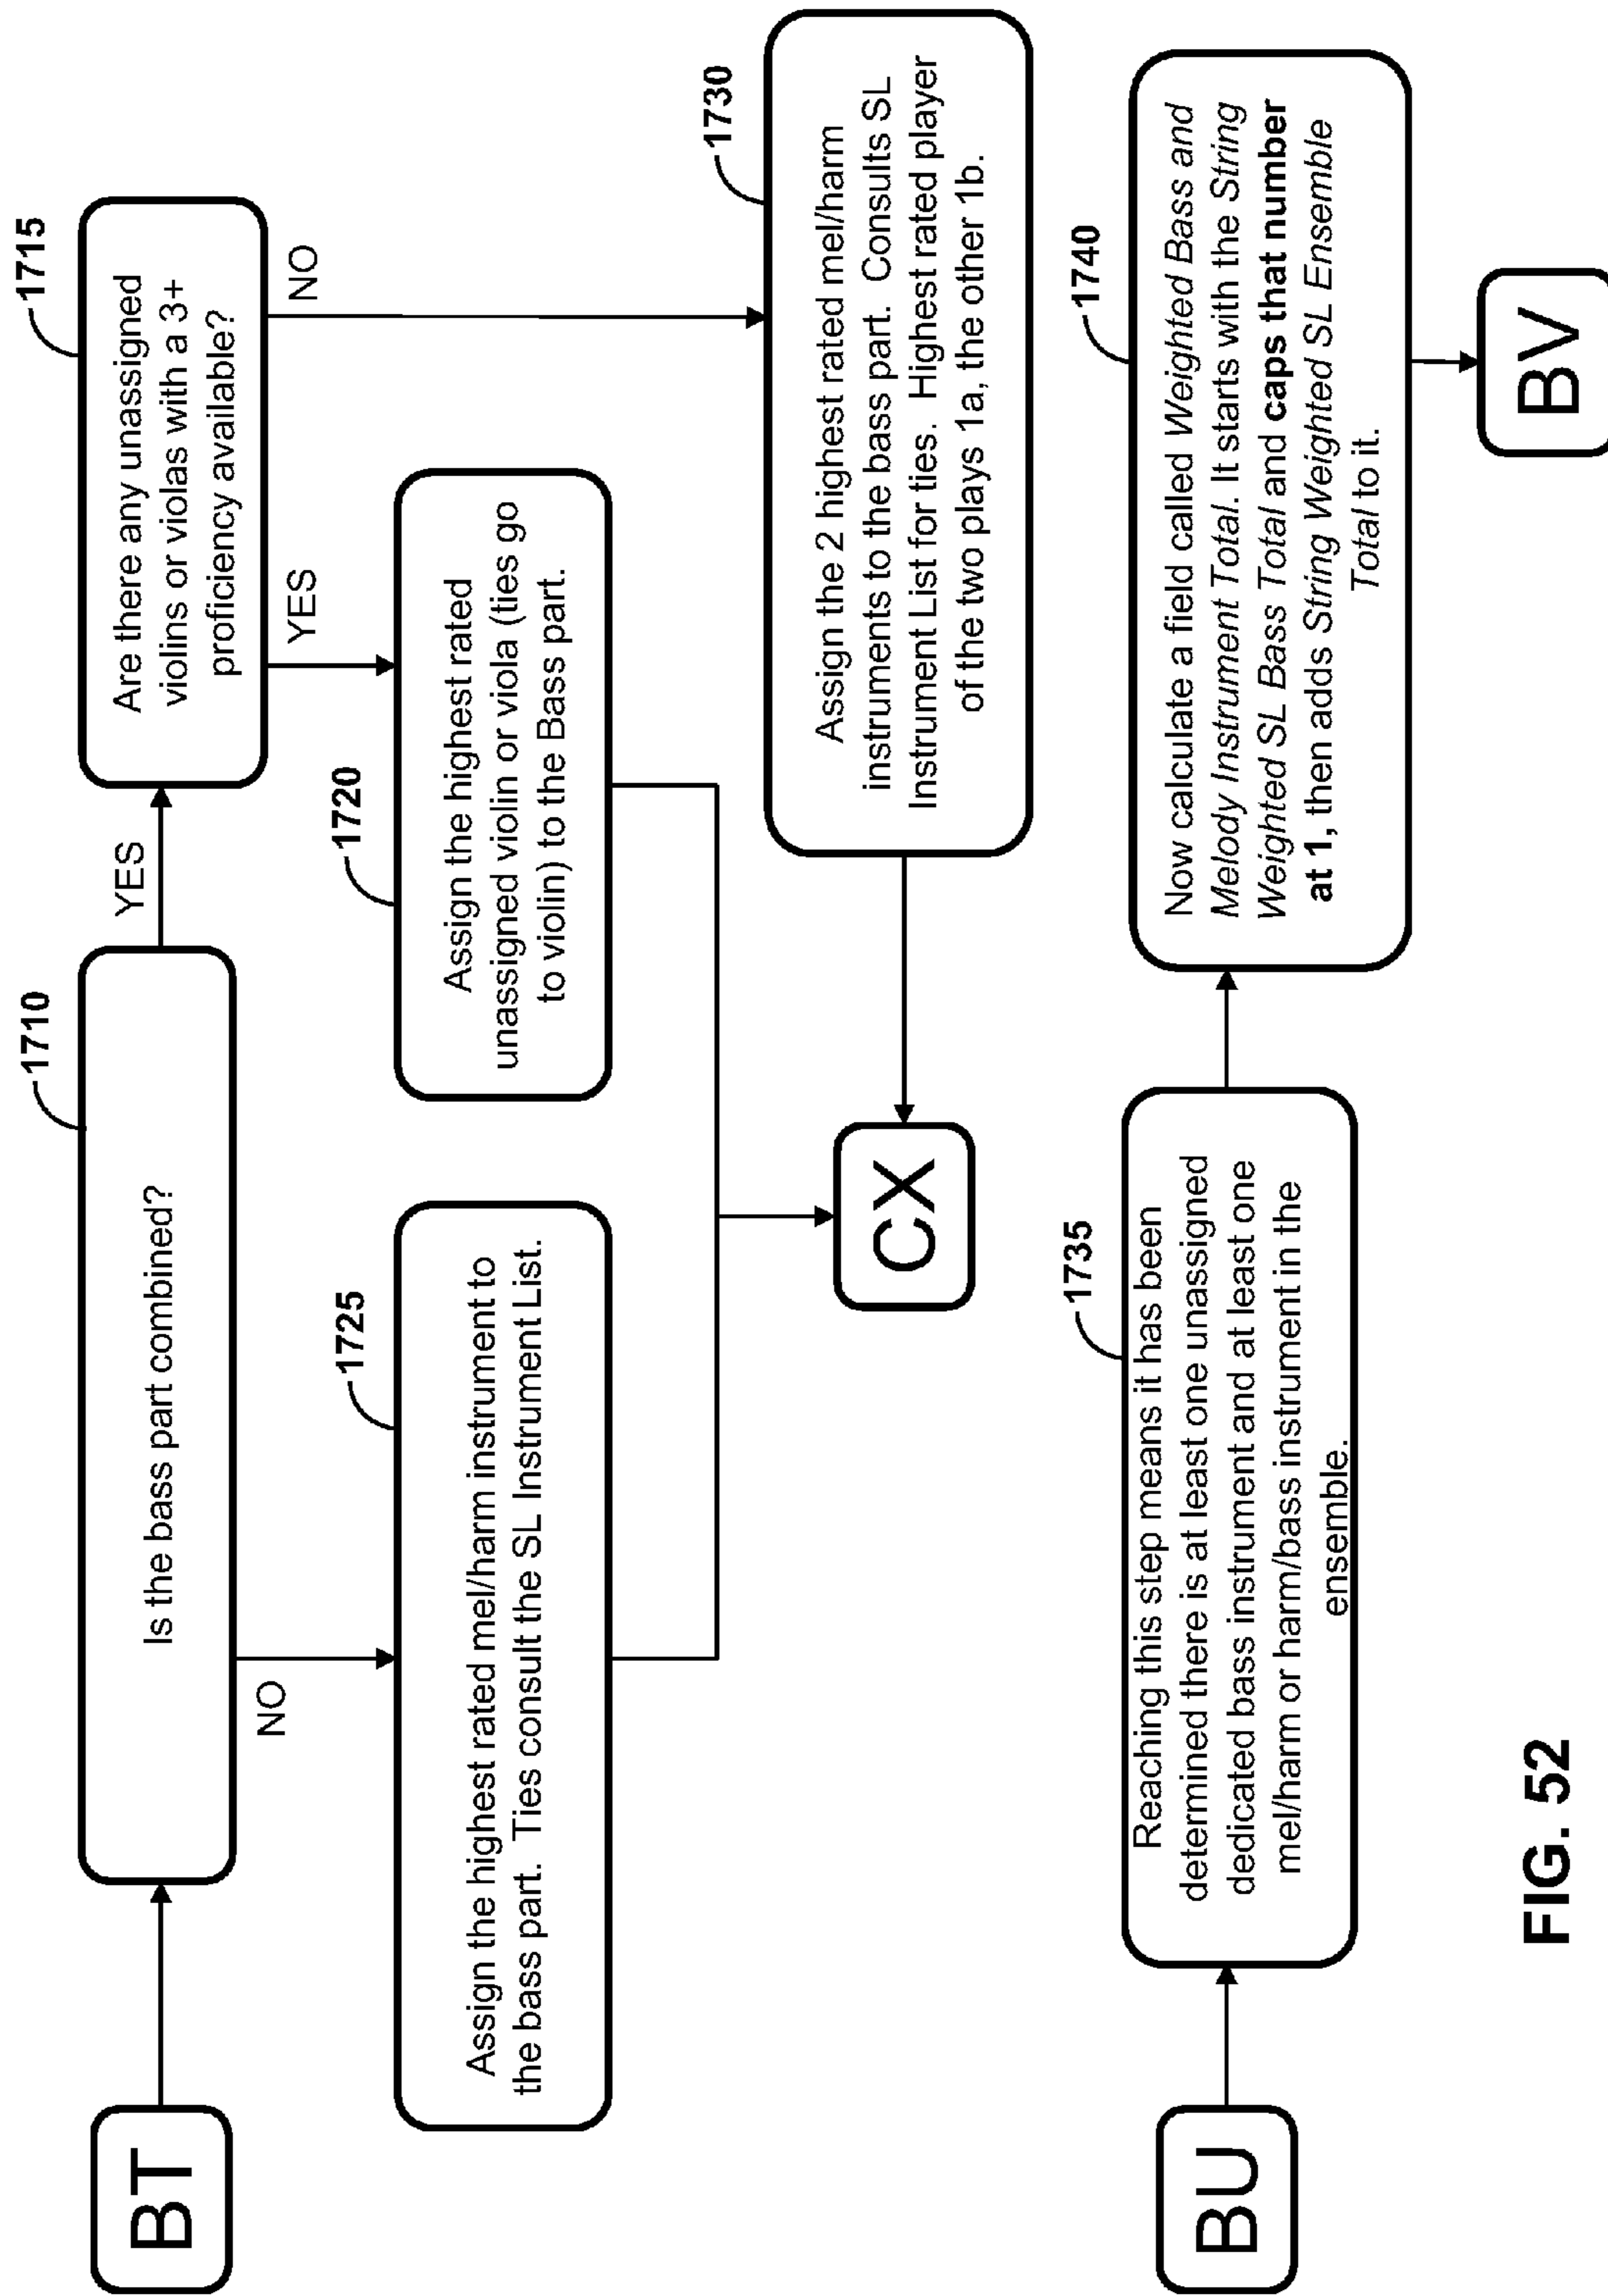 BT
1710
Is the bass part combined?
YES
NO
1715
Are there any unassigned
violins or violas with a 3+
proficiency available?
YES
NO
1720
Assign the highest rated
unassigned violin or viola (ties go
to violin) to the Bass part.
1725
Assign the highest rated mel/harm instrument to
the bass part. Ties consult the SL Instrument List.
1730
Assign the 2 highest rated mel/harm
instruments to the bass part. Consults SL
Instrument List for ties. Highest rated player
of the two plays 1a, the other 1b.
CX
BU
1735
Reaching this step means it has been
determined there is at least one unassigned
dedicated bass instrument and at least one
mel/harm or harm/bass instrument in the
ensemble.
1740
Now calculate a field called Weighted Bass and
Melody Instrument Total. It starts with the String
Weighted SL Bass Total and caps that number
at 1, then adds String Weighted SL Ensemble
Total to it.
BV
FIG. 52